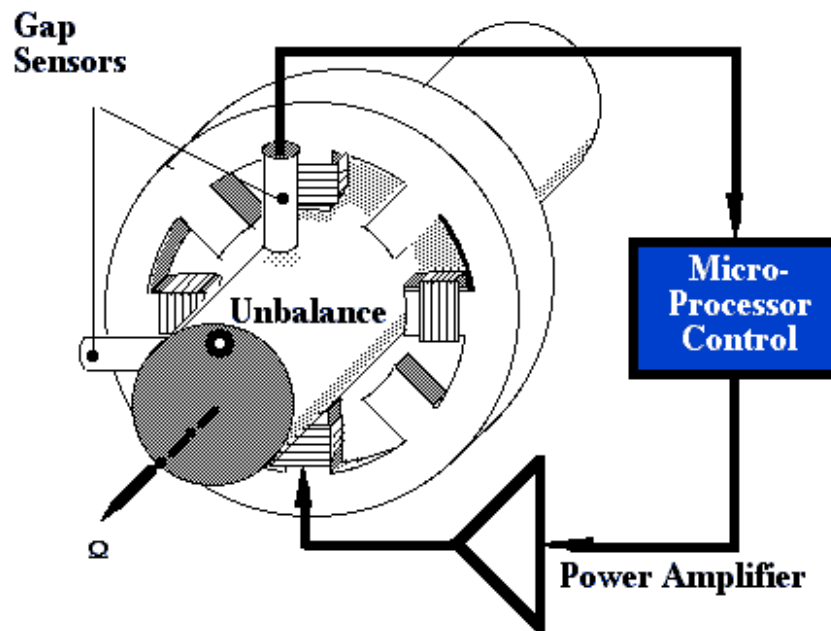 Gap
Sensors
Unbalance
Micro-
Processor
Control
Ω
Power Amplifier